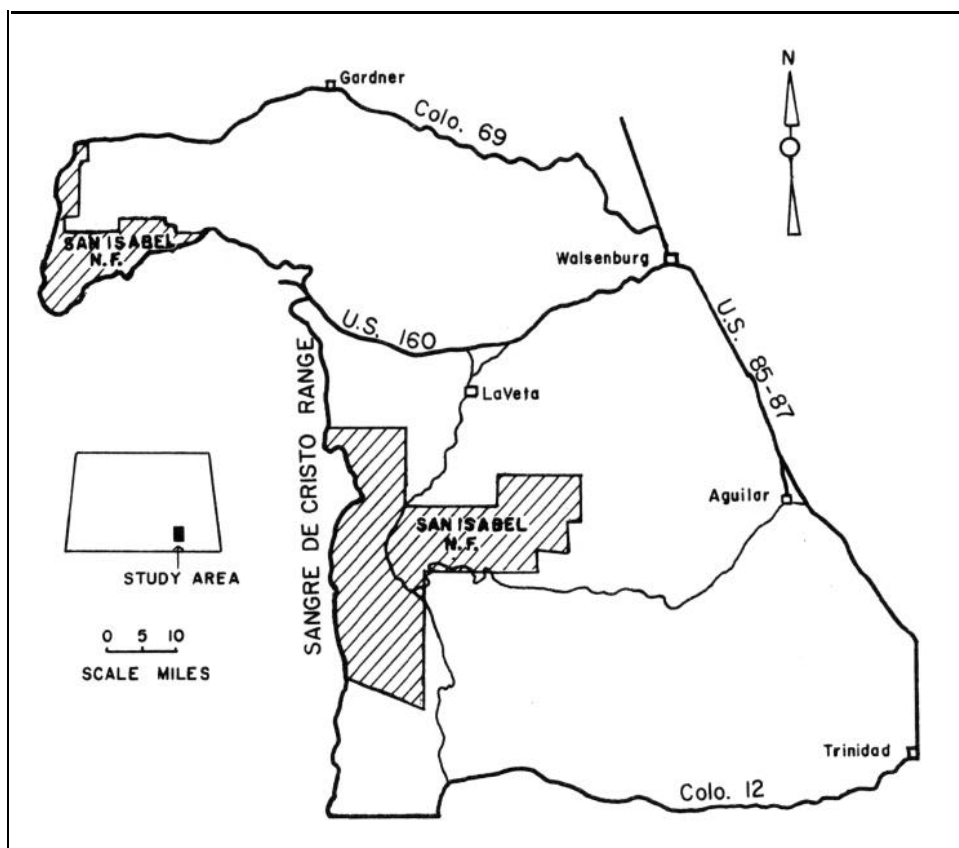 Gardner
N
Colo. 69
SAN ISABEL
N.F.
Walsenburg
U.S. 160
U.S. 85-87
LaVeta
SANGRE DE CRISTO RANGE
Aguilar
SAN ISABEL
N.F.
STUDY AREA
0 5 10
SCALE MILES
Trinidad
Colo. 12